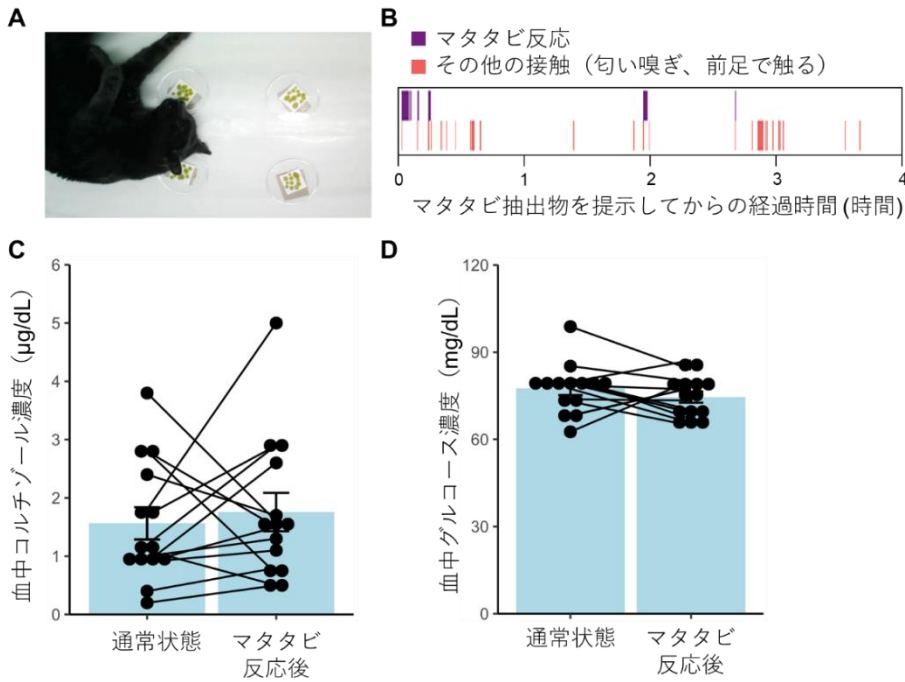 A
B
マタタビ反応
その他の接触（匂い嗅ぎ、前足で触る）
0
1
2
3
4
マタタビ抽出物を提示してからの経過時間 (時間)
C
血中コルチゾール濃度（μg/dL）
6
5
4
3
2
1
0
通常状態
マタタビ
反応後
D
血中グルコース濃度（mg/dL）
120
90
60
30
0
通常状態
マタタビ
反応後